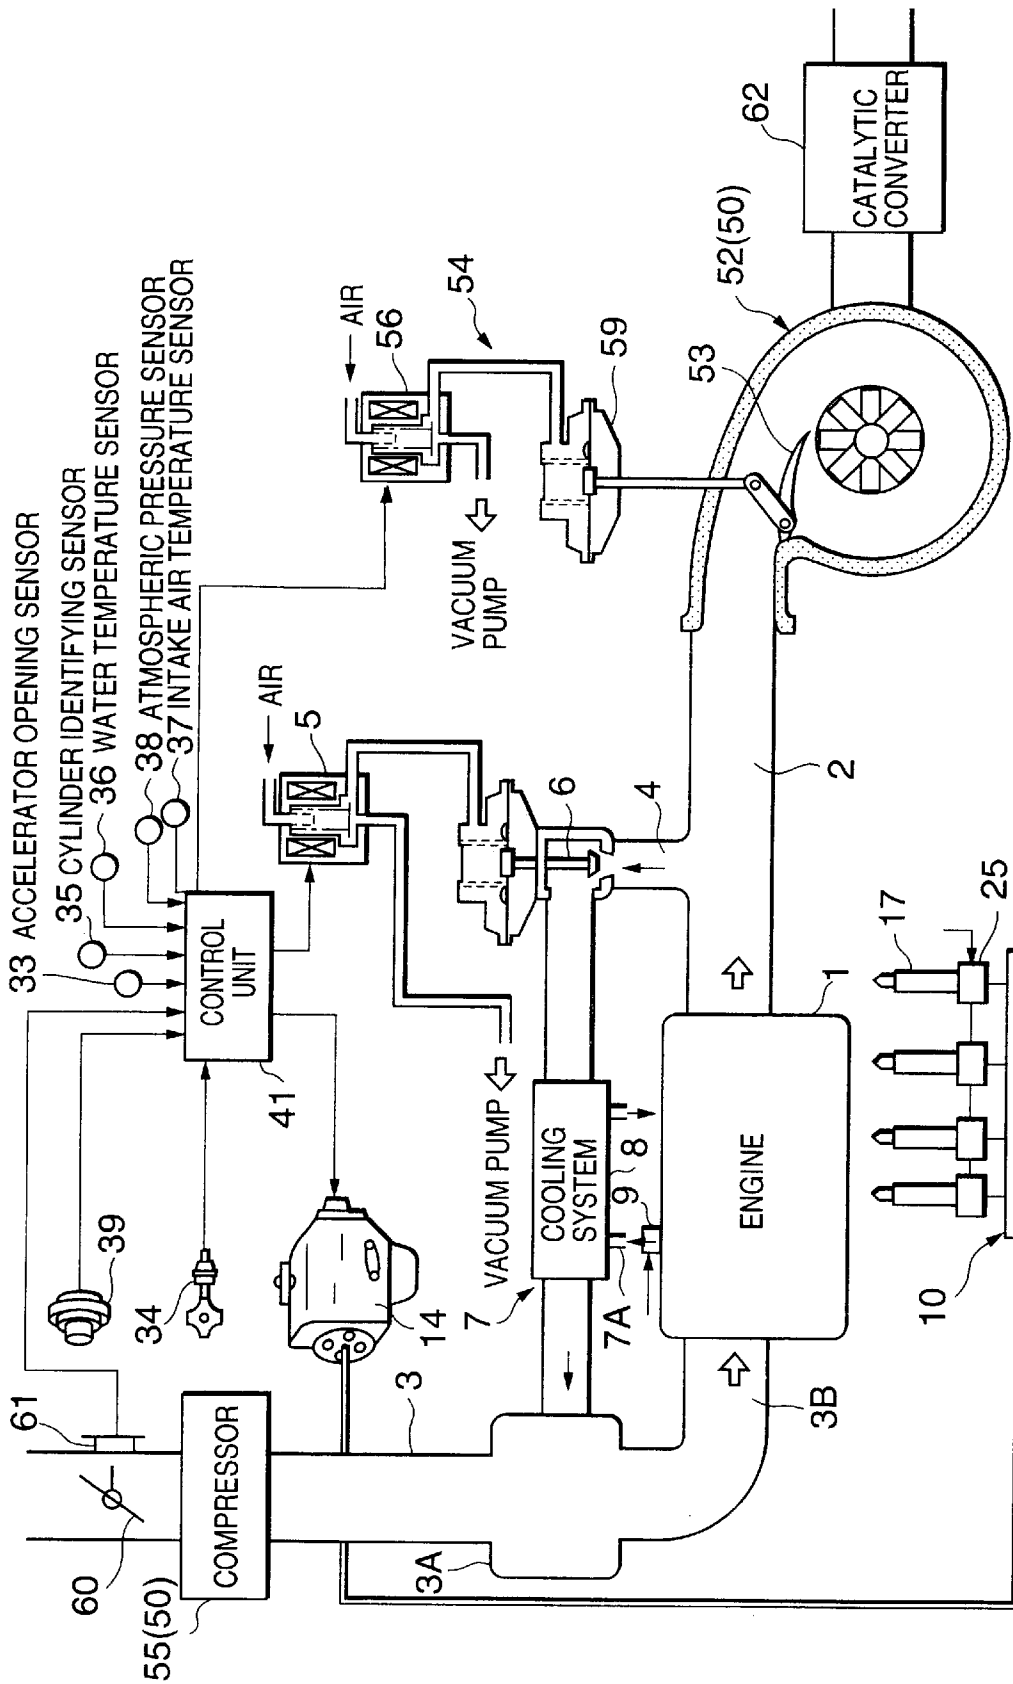 33 ACCELERATOR OPENING SENSOR
35 CYLINDER IDENTIFYING SENSOR
36 WATER TEMPERATURE SENSOR
38 ATMOSPHERIC PRESSURE SENSOR
37 INTAKE AIR TEMPERATURE SENSOR
61
60
55(50)
COMPRESSOR
39
34
41
CONTROL
UNIT
14
3
3A
3B
AIR
5
AIR
56
54
VACUUM PUMP
VACUUM
PUMP
59
6
4
7
COOLING
SYSTEM
8
9
7A
ENGINE
1
2
53
52(50)
62
CATALYTIC
CONVERTER
17
25
10